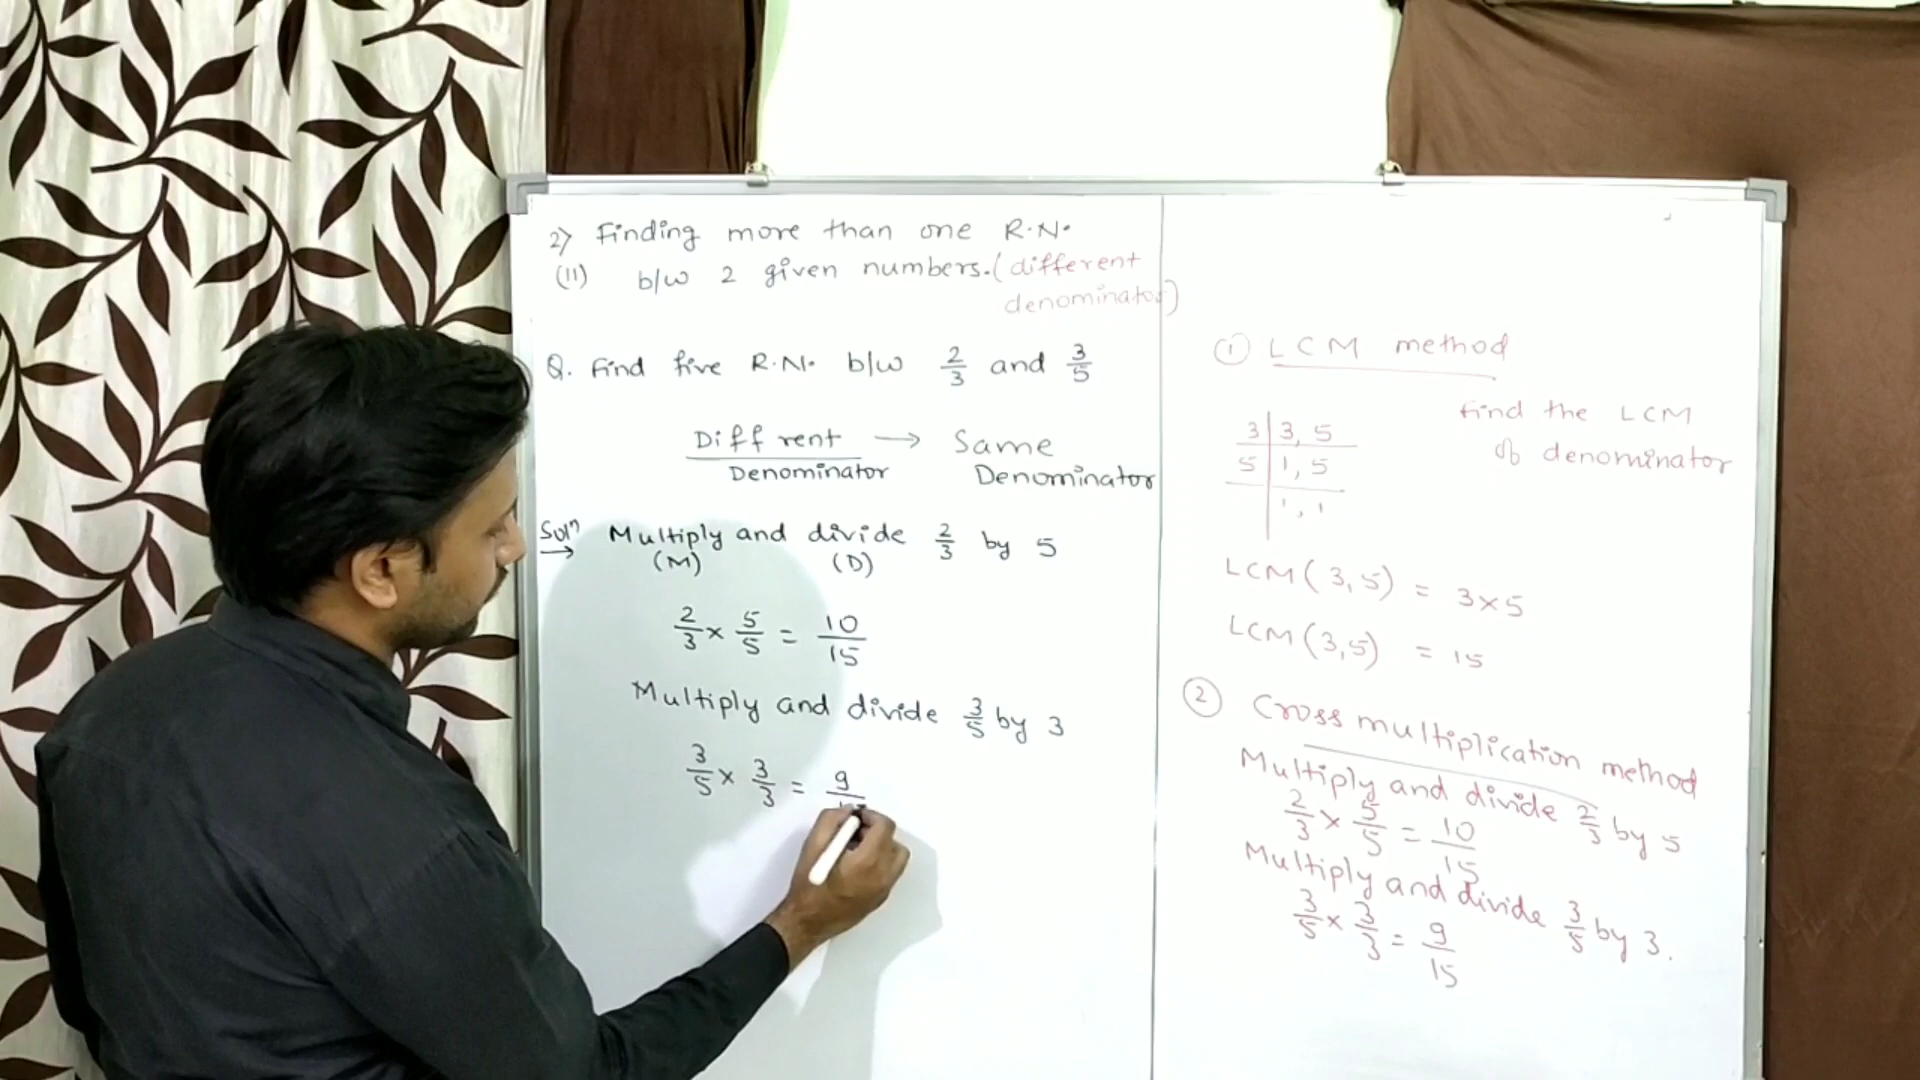 2) Finding more than one R.N.
(II) b/w 2 given numbers. (different
denominator)
Q. Find five R.N. b/w 2/3 and 3/5
Diff rent → Same
Denominator Denominator
Soln → Multiply and divide 2/3 by 5
(M) (D)
2/3 × 5/5 = 10/15
Multiply and divide 3/5 by 3
3/5 × 3/3 = 9/
① LCM method
find the LCM
of denominator
3 | 3, 5
5 | 1, 5
1, 1
LCM(3,5) = 3×5
LCM(3,5) = 15
② Cross multiplication method
Multiply and divide 2/3 by 5
2/3 × 5/5 = 10/15
Multiply and divide 3/5 by 3.
3/5 × 3/3 = 9/15